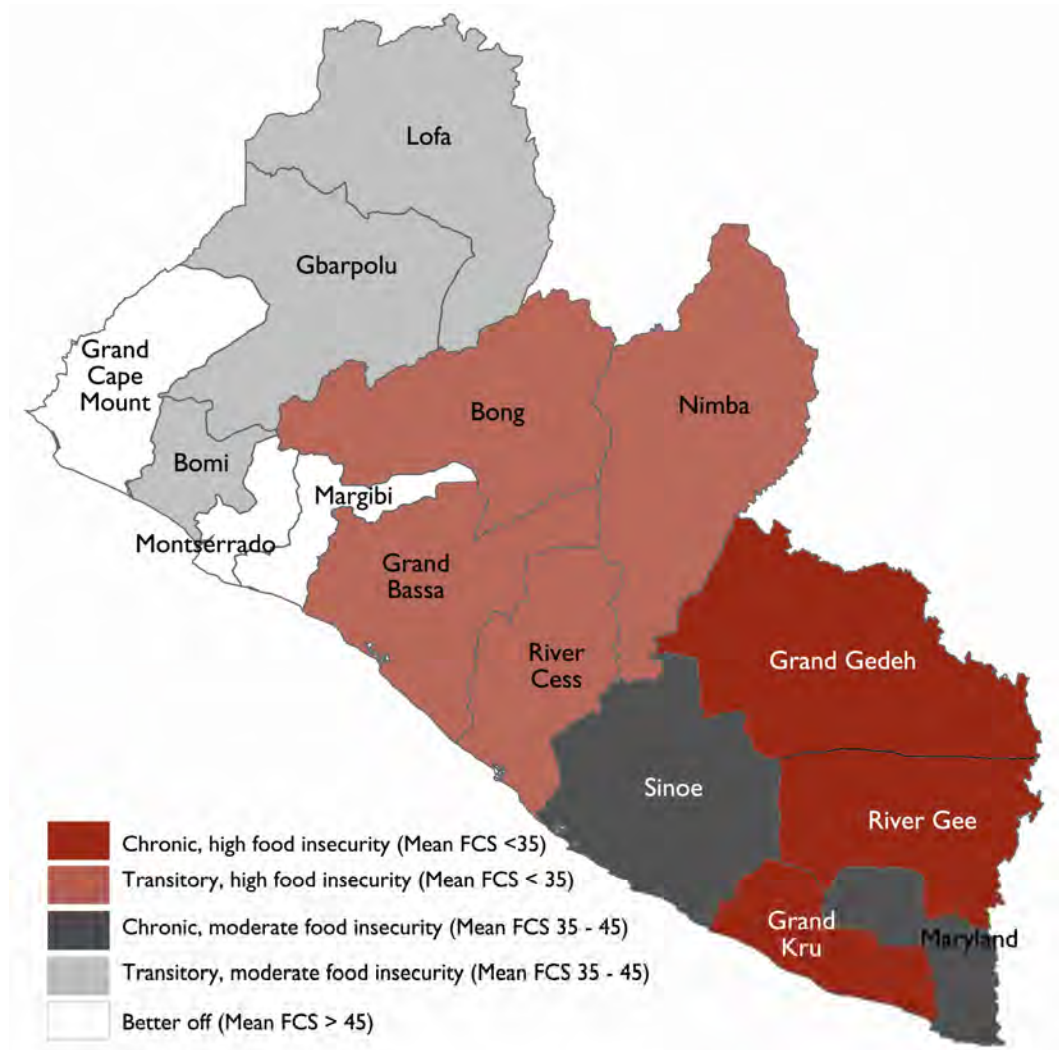 Lofa
Gbarpolu
Grand
Cape
Mount
Bong
Nimba
Bomi
Margibi
Montserrado
Grand
Bassa
River
Cess
Grand Gedeh
Sinoe
River Gee
Grand
Kru
Maryland
Chronic, high food insecurity (Mean FCS <35)
Transitory, high food insecurity (Mean FCS < 35)
Chronic, moderate food insecurity (Mean FCS 35 - 45)
Transitory, moderate food insecurity (Mean FCS 35 - 45)
Better off (Mean FCS > 45)